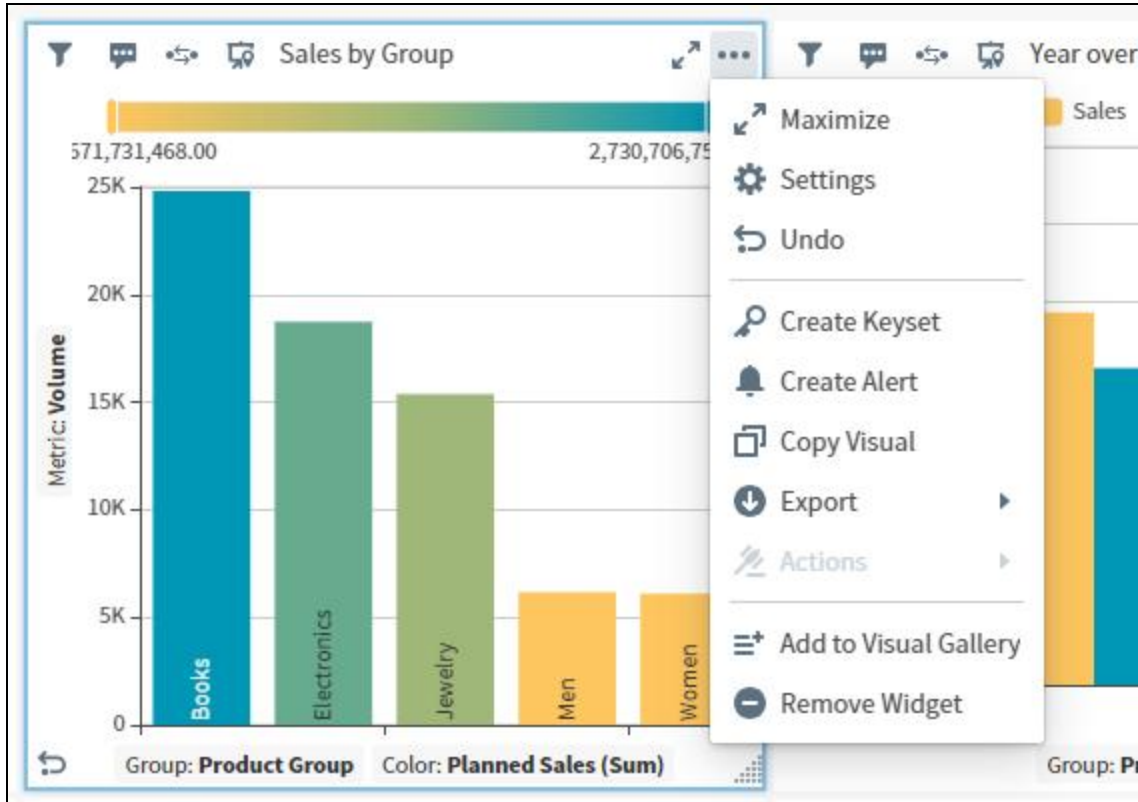 Sales by Group
571,731,468.00
2,730,706,75
25K
20K
15K
10K
5K
0
Metric: Volume
Books
Electronics
Jewelry
Men
Women
Group: Product Group
Color: Planned Sales (Sum)
Maximize
Settings
Undo
Create Keyset
Create Alert
Copy Visual
Export
Actions
Add to Visual Gallery
Remove Widget
Year over
Sales
Group: Pr